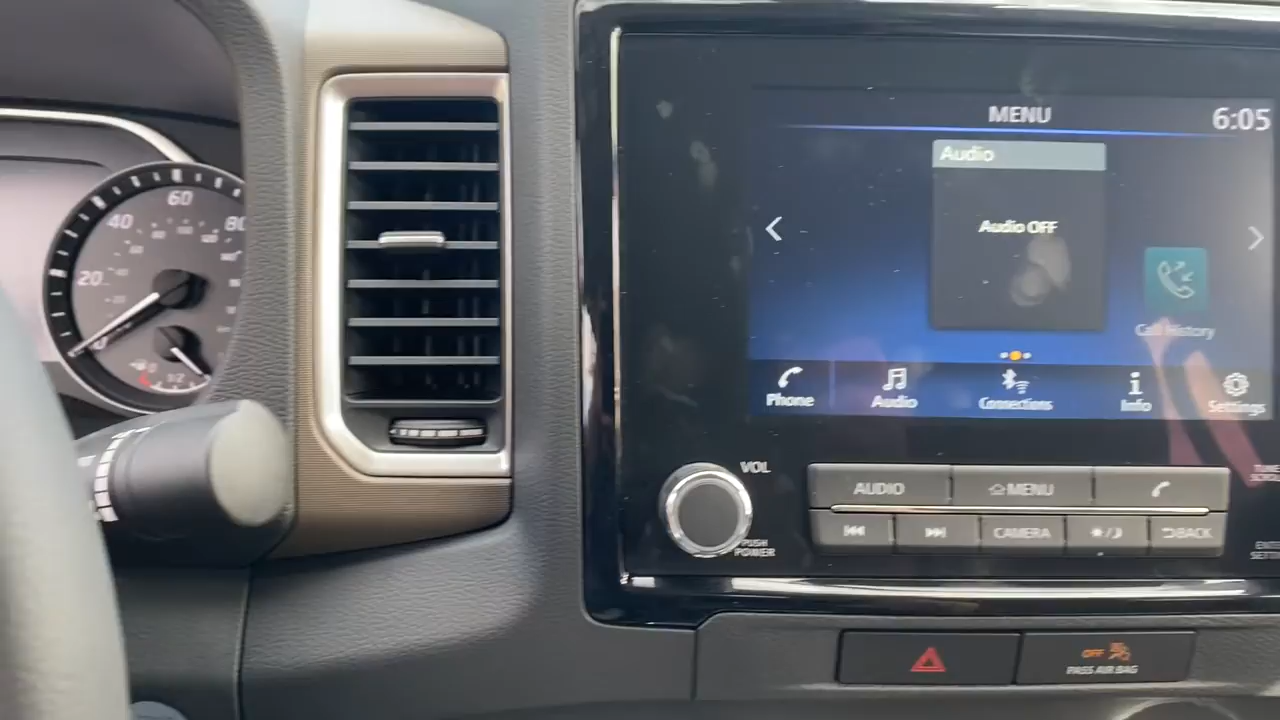 MENU
6:05
Audio
Audio OFF
Call History
Phone
Audio
Connections
Info
Settings
VOL
PUSH
POWER
AUDIO
MENU
CAMERA
BACK
OFF
PASS AIR BAG
60
40
80
20
0